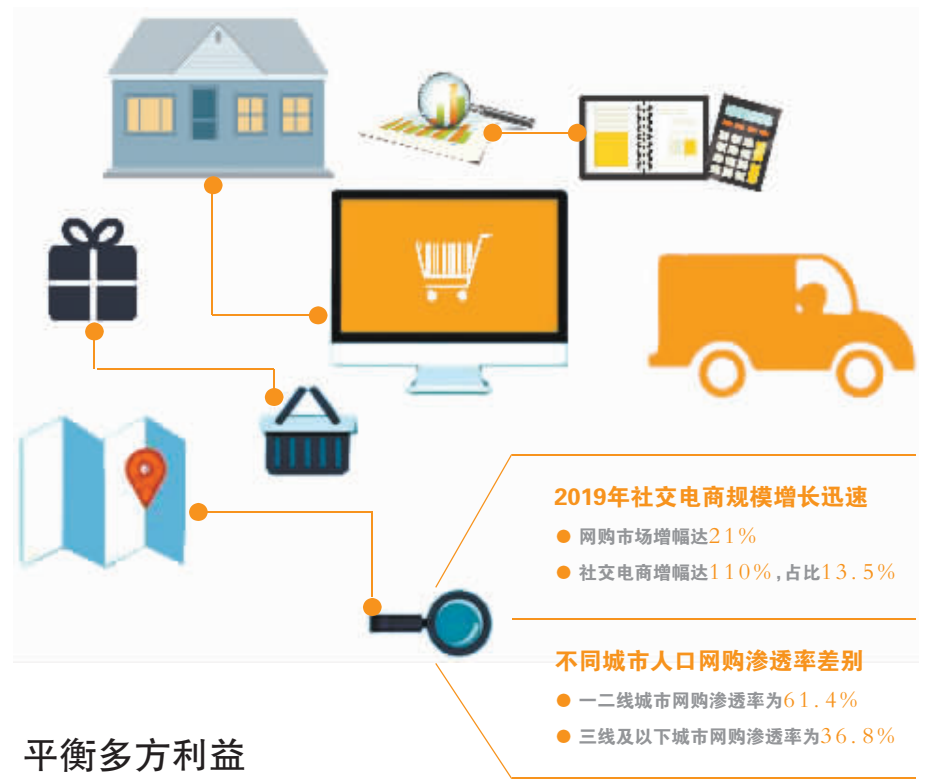 2019年社交电商规模增长迅速
● 网购市场增幅达21%
● 社交电商增幅达110%,占比13.5%
不同城市人口网购渗透率差别
● 一二线城市网购渗透率为61.4%
● 三线及以下城市网购渗透率为36.8%
平衡多方利益